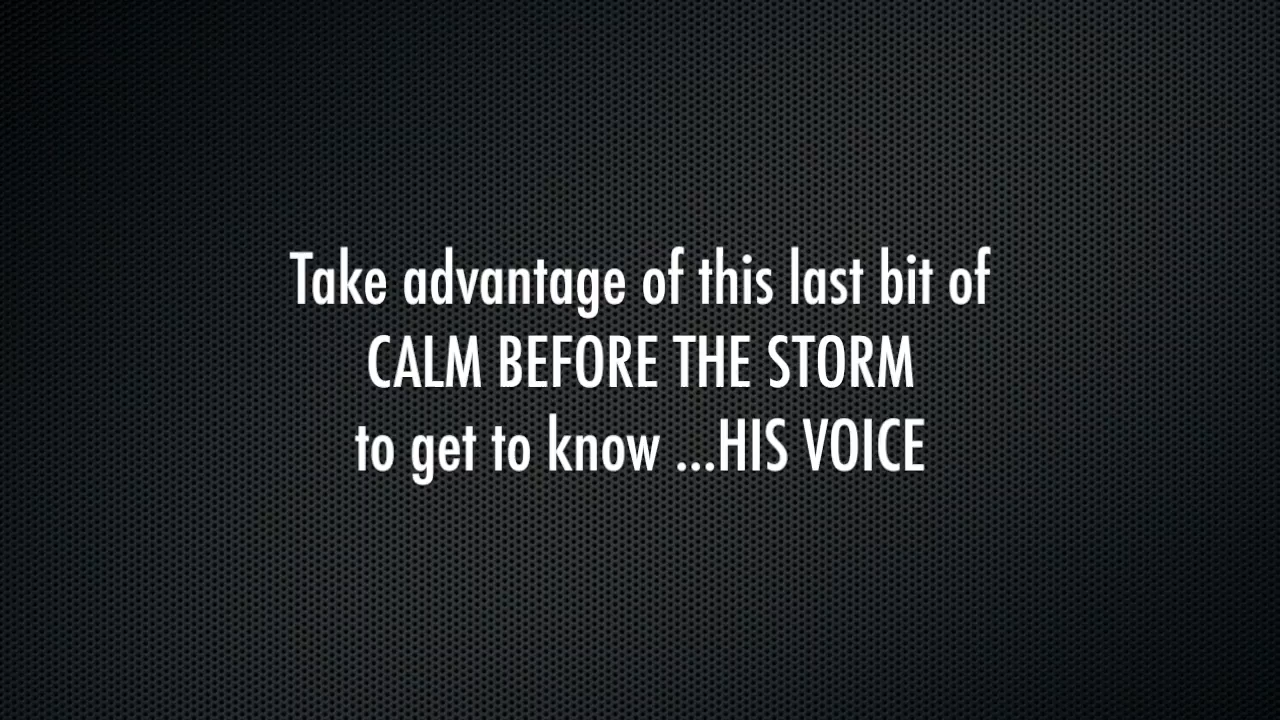 Take advantage of this last bit of
CALM BEFORE THE STORM
to get to know ...HIS VOICE